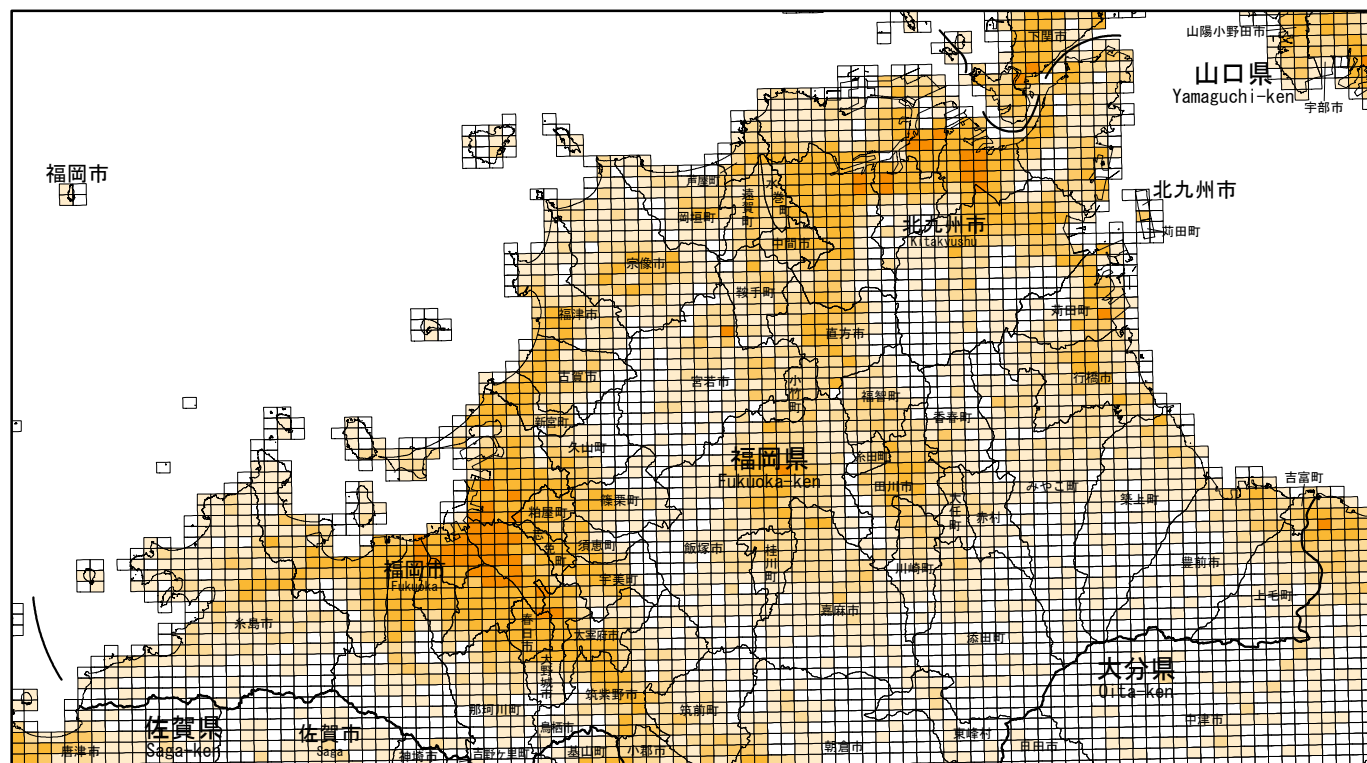 下関市
山陽小野田市
山口県
Yamaguchi-ken
宇部市
福岡市
芦屋町
水巻町
遠賀町
岡垣町
北九州市
苅田町
北九州市
Kitakyushu
中間市
宗像市
鞍手町
福津市
苅田町
直方市
古賀市
宮若市
小竹町
行橋市
福智町
新宮町
香春町
久山町
福岡県
Fukuoka-ken
糸田町
吉富町
田川市
みやこ町
築上町
篠栗町
大任町
粕屋町
赤村
志免町
須恵町
飯塚市
桂川町
福岡市
Fukuoka
川崎町
豊前市
宇美町
上毛町
嘉麻市
糸島市
春日市
太宰府市
添田町
大野城市
大分県
Oita-ken
筑紫野市
那珂川町
筑前町
中津市
佐賀県
Saga-ken
佐賀市
Saga
鳥栖市
東峰村
唐津市
神埼市
吉野ヶ里町
基山町
小郡市
朝倉市
日田市